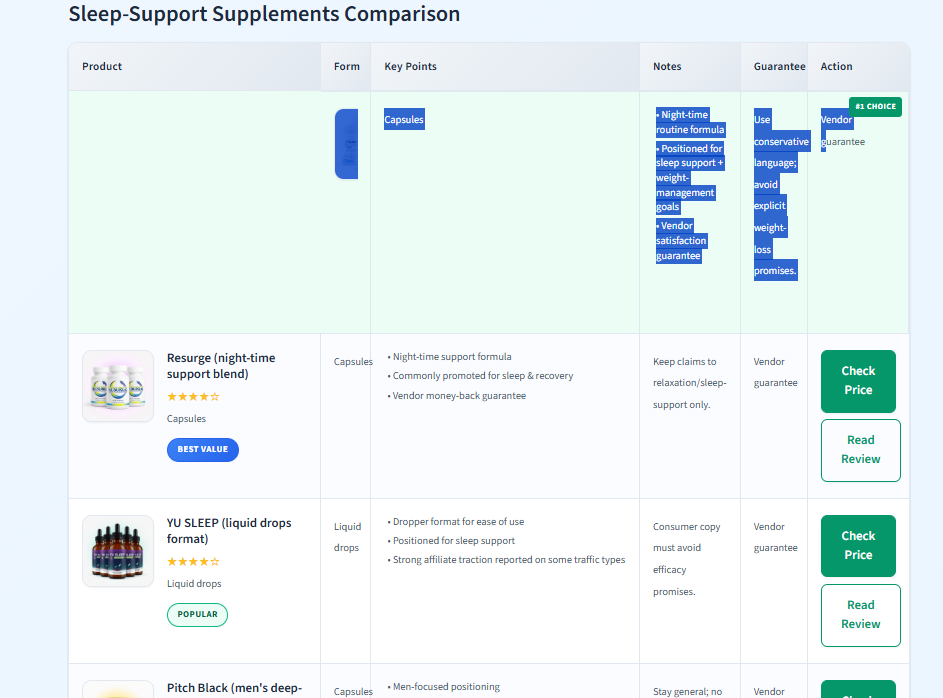 Sleep-Support Supplements Comparison
Product
Form
Key Points
Notes
Guarantee
Action
#1 CHOICE
Capsules
• Night-time
routine formula
• Positioned for
sleep support +
weight-
management
goals
• Vendor
satisfaction
guarantee
Use
conservative
language;
avoid
explicit
weight-
loss
promises.
Vendor
guarantee
Resurge (night-time
support blend)
★★★★☆
Capsules
BEST VALUE
Capsules
• Night-time support formula
• Commonly promoted for sleep & recovery
• Vendor money-back guarantee
Keep claims to
relaxation/sleep-
support only.
Vendor
guarantee
Check
Price
Read
Review
YU SLEEP (liquid drops
format)
★★★★☆
Liquid drops
POPULAR
Liquid
drops
• Dropper format for ease of use
• Positioned for sleep support
• Strong affiliate traction reported on some traffic types
Consumer copy
must avoid
efficacy
promises.
Vendor
guarantee
Check
Price
Read
Review
Pitch Black (men's deep-
Capsules
• Men-focused positioning
Stay general; no
Vendor